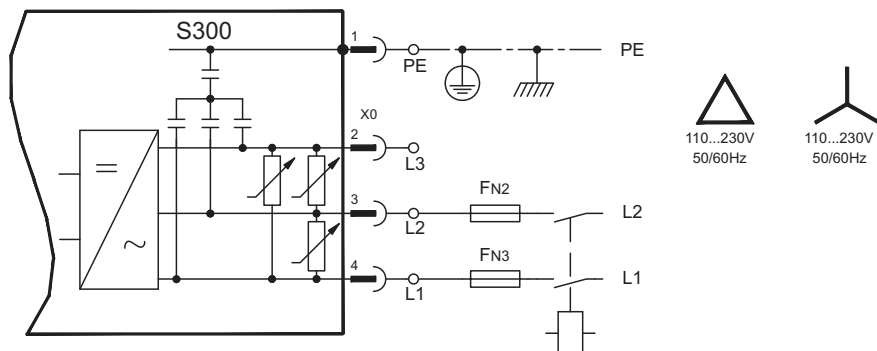 S300
1
PE
PE
X0
2
L3
3
L2
FN2
L2
4
L1
FN3
L1
110...230V
50/60Hz
110...230V
50/60Hz